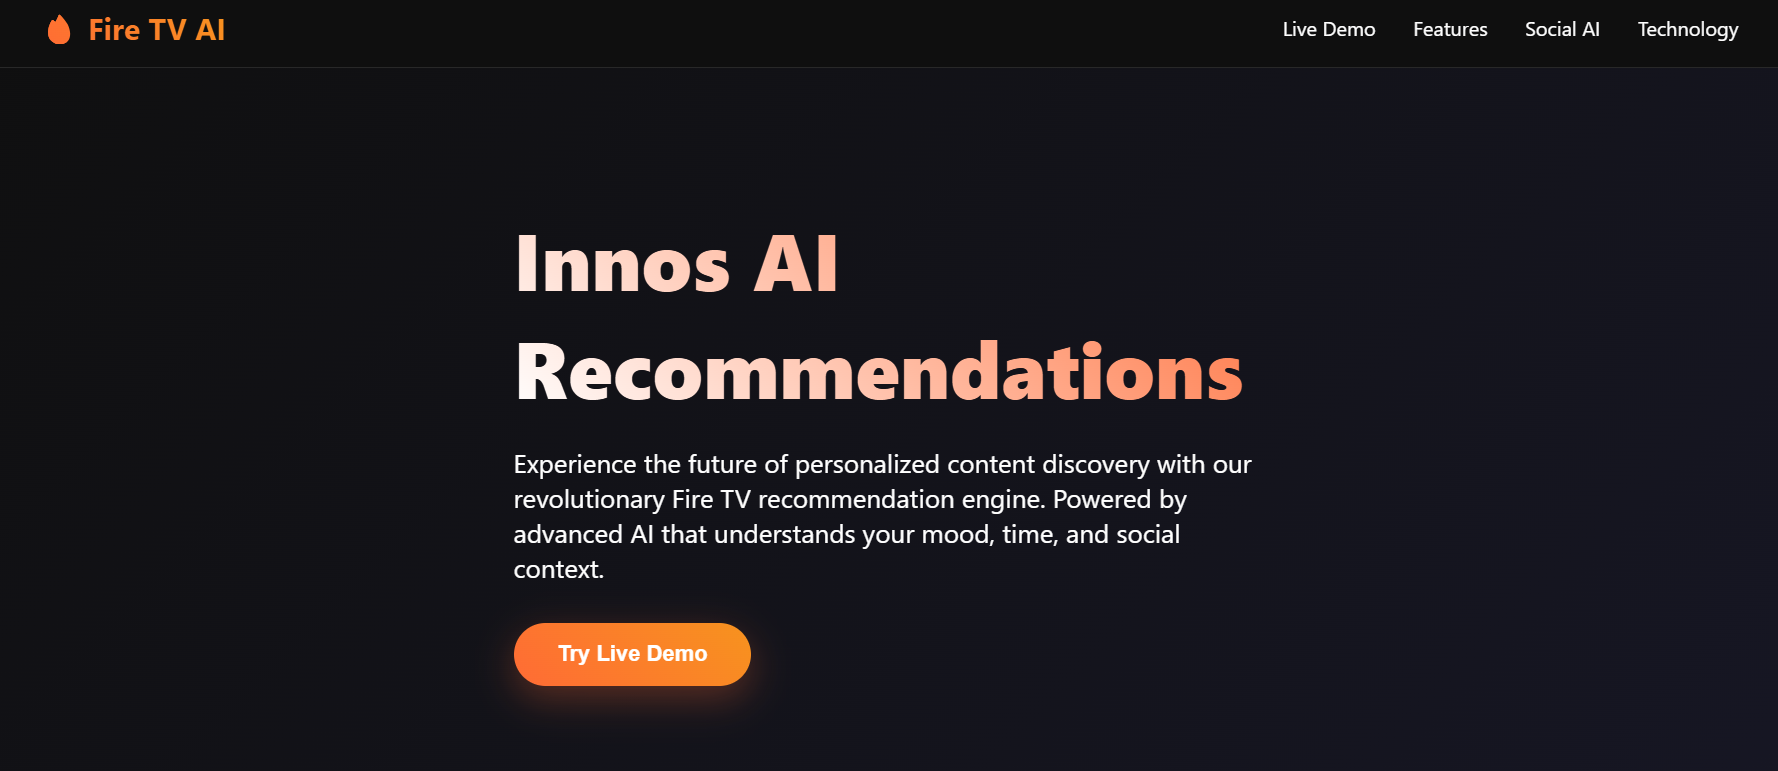 Fire TV AI
Live Demo
Features
Social AI
Technology
Innos AI
Recommendations
Experience the future of personalized content discovery with our
revolutionary Fire TV recommendation engine. Powered by
advanced AI that understands your mood, time, and social
context.
Try Live Demo